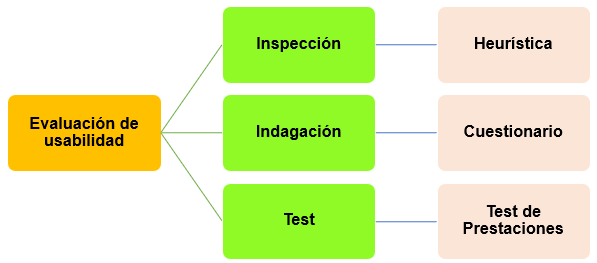 Evaluación de
usabilidad
Inspección
Heurística
Indagación
Cuestionario
Test
Test de
Prestaciones